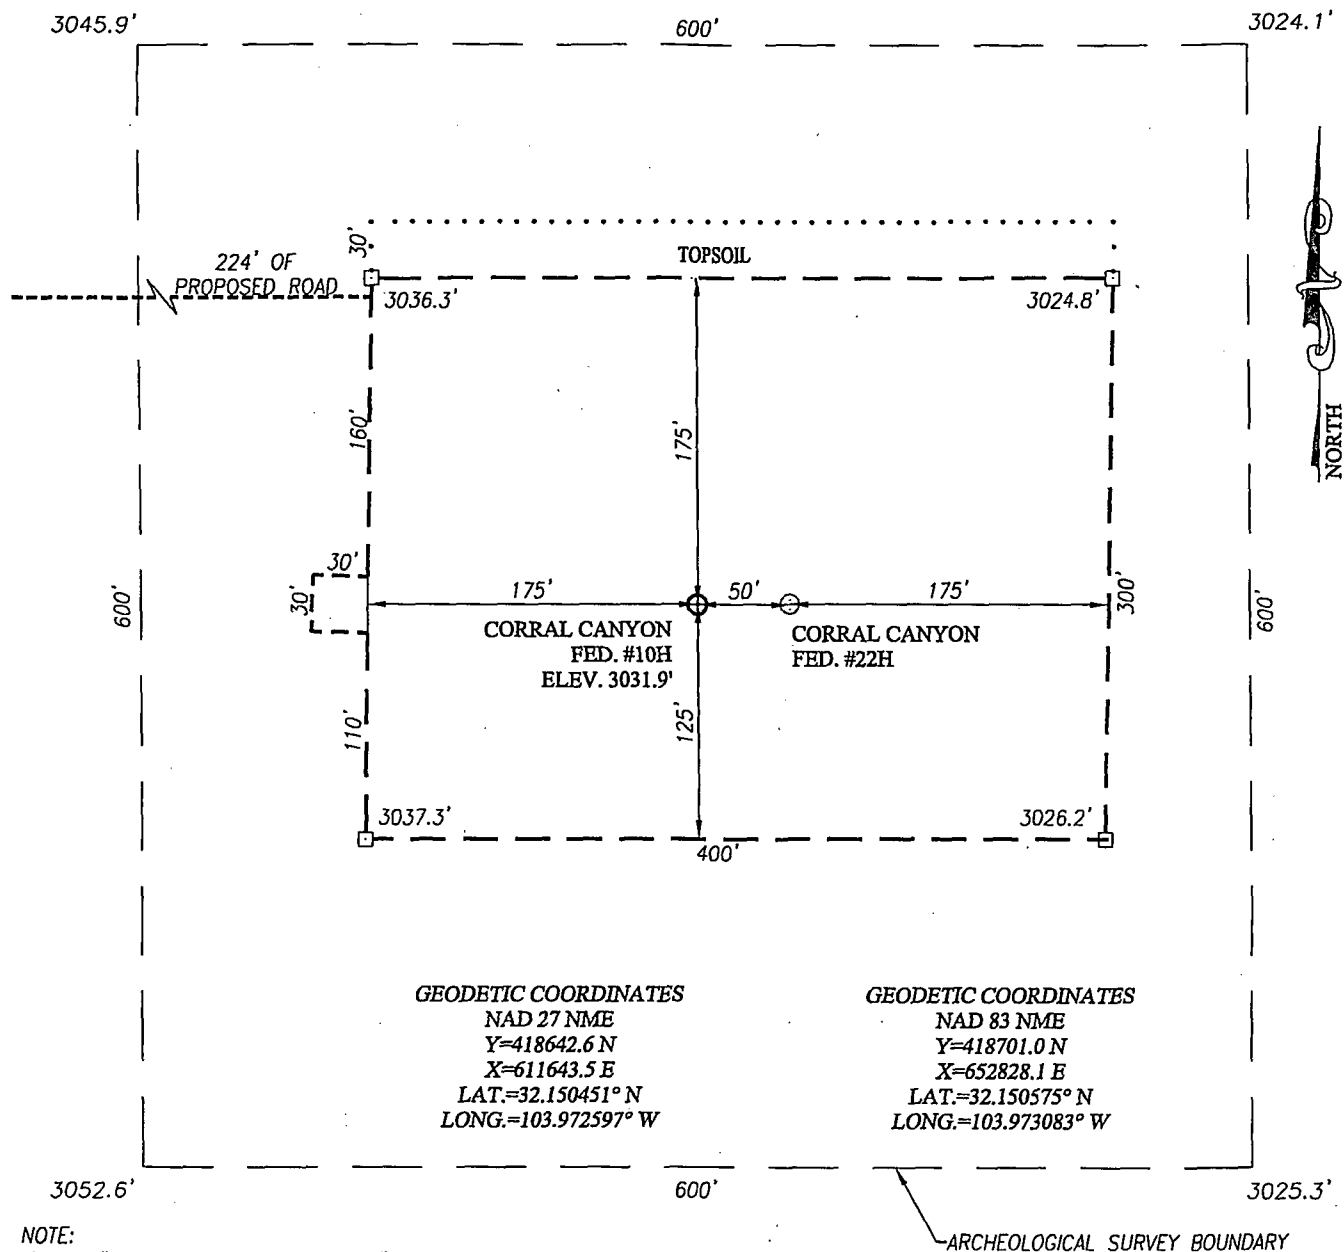 3045.9'
600'
3024.1'
30'
TOPSOIL
224' OF
PROPOSED ROAD
3036.3'
3024.8'
160'
175'
NORTH
30'
30'
600'
175'
50'
175'
300'
600'
CORRAL CANYON
FED. #10H
ELEV. 3031.9'
CORRAL CANYON
FED. #22H
110'
125'
3037.3'
3026.2'
400'
GEODETIC COORDINATES
NAD 27 NME
Y=418642.6 N
X=611643.5 E
LAT.=32.150451° N
LONG.=103.972597° W
GEODETIC COORDINATES
NAD 83 NME
Y=418701.0 N
X=652828.1 E
LAT.=32.150575° N
LONG.=103.973083° W
3052.6'
600'
3025.3'
NOTE:
ARCHEOLOGICAL SURVEY BOUNDARY